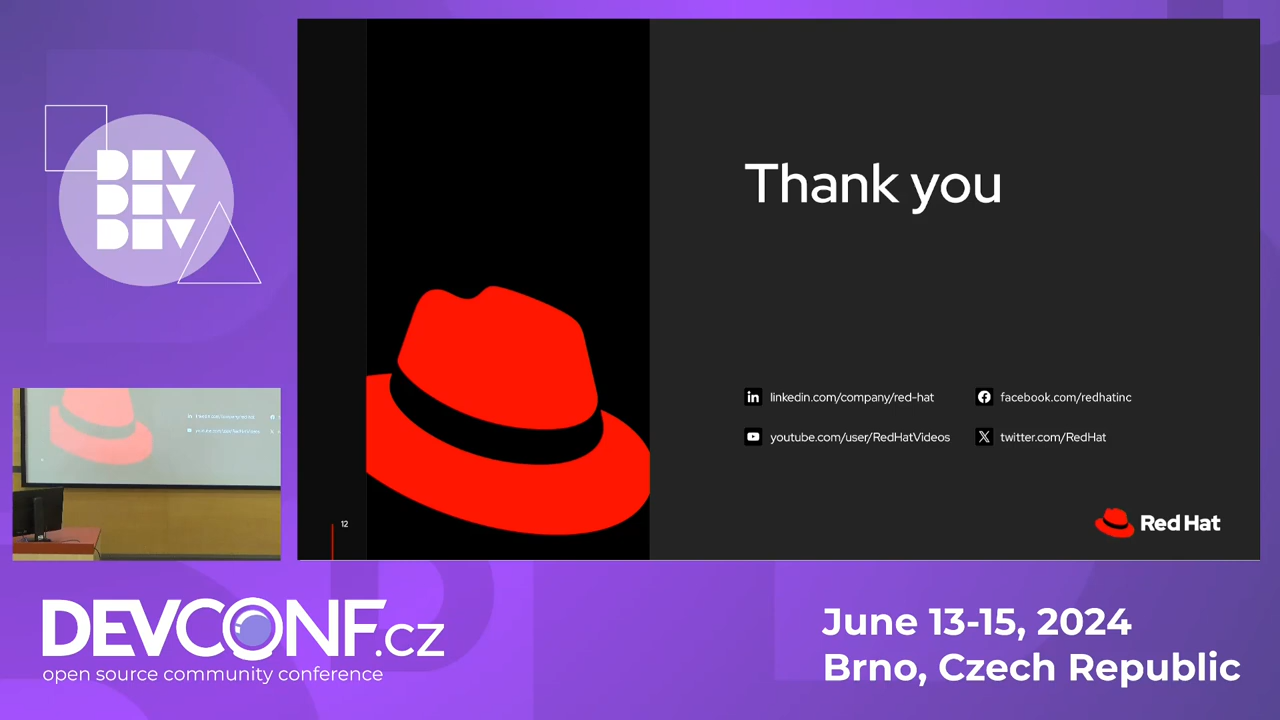 DEV
DEV
DEV
Thank you
linkedin.com/company/red-hat
facebook.com/redhatinc
youtube.com/user/RedHatVideos
twitter.com/RedHat
12
Red Hat
DEVCONF.cz
open source community conference
June 13-15, 2024
Brno, Czech Republic